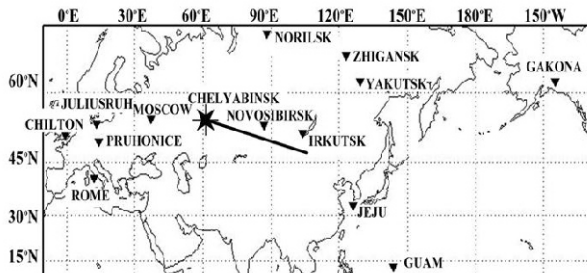 0°E 30°E 60°E 90°E 120°E 150°E -150°W
NORILSK
ZHIGANSK
GAKONA
YAKUTSK
60°N
CHELYABINSK
JULIUSRUH
MOSCOW
NOVOSIBIRSK
CHILTON
IRKUTSK
PRUHONICE
45°N
ROME
JEJU
30°N
15°N
GUAM